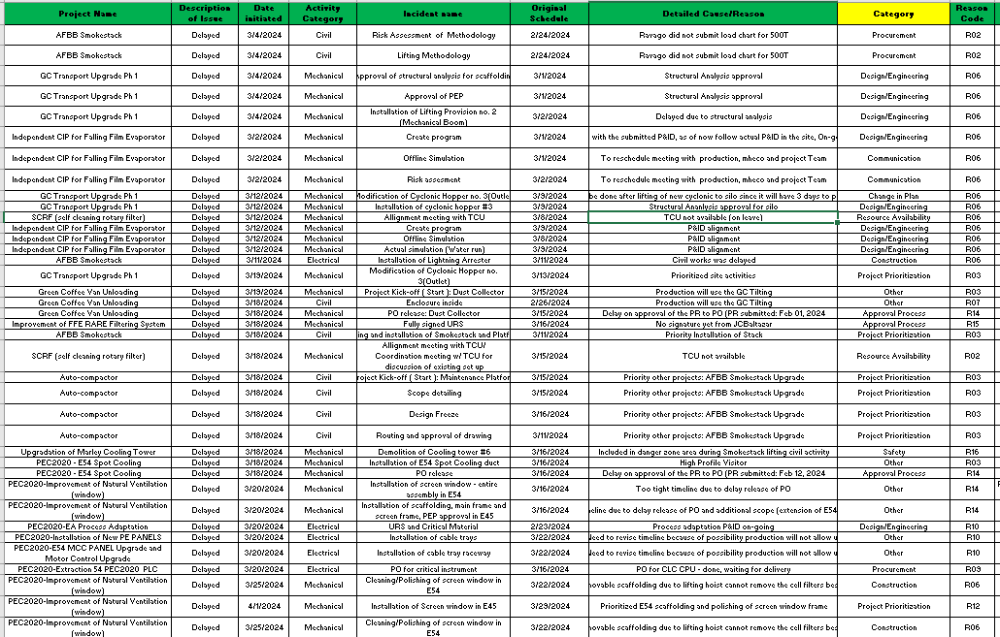 Project Name | Description of Issue | Date initiated | Activity Category | Incident name | Original Schedule | Detailed Cause/Reason | Category | Reason Code
AFBB Smokestack | Delayed | 3/4/2024 | Civil | Risk Assessment of Methodology | 2/24/2024 | Ravago did not submit load chart for 500T | Procurement | R02
AFBB Smokestack | Delayed | 3/4/2024 | Civil | Lifting Methodology | 2/24/2024 | Ravago did not submit load chart for 500T | Procurement | R02
GC Transport Upgrade Ph 1 | Delayed | 3/4/2024 | Mechanical | pproval of structural analysis for scaffoldin | 3/1/2024 | Structural Analysis approval | Design/Engineering | R06
GC Transport Upgrade Ph 1 | Delayed | 3/4/2024 | Mechanical | Approval of PEP | 3/1/2024 | Structural Analysis approval | Design/Engineering | R06
GC Transport Upgrade Ph 1 | Delayed | 3/4/2024 | Mechanical | Installation of Lifting Provision no. 2 (Mechanical Boom) | 3/2/2024 | Delayed due to structural analysis | Design/Engineering | R06
Independent CIP for Falling Film Evaporator | Delayed | 3/2/2024 | Mechanical | Create program | 3/1/2024 | with the submitted P&ID, as of now follow actual P&ID in the site, On-g | Design/Engineering | R06
Independent CIP for Falling Film Evaporator | Delayed | 3/2/2024 | Mechanical | Offline Simulation | 3/1/2024 | To reschedule meeting with production, mheco and project Team | Communication | R06
Independent CIP for Falling Film Evaporator | Delayed | 3/2/2024 | Mechanical | Risk assesment | 3/2/2024 | To reschedule meeting with production, mheco and project Team | Communication | R06
GC Transport Upgrade Ph 1 | Delayed | 3/12/2024 | Mechanical | Modification of Cyclonic Hopper no. 3(Outle | 3/9/2024 | be done after lifting of new cyclonic to silo since it will have 3 days to p | Change in Plan | R06
GC Transport Upgrade Ph 1 | Delayed | 3/12/2024 | Mechanical | Installation of cyclonic hopper #3 | 3/9/2024 | Structural Ananlysis approval for silo | Design/Engineering | R06
SCRF (self cleaning rotary filter) | Delayed | 3/12/2024 | Mechanical | Allignment meeting with TCU | 3/8/2024 | TCU not available (on leave) | Resource Availability | R06
Independent CIP for Falling Film Evaporator | Delayed | 3/12/2024 | Mechanical | Create program | 3/9/2024 | P&ID alignment | Design/Engineering | R06
Independent CIP for Falling Film Evaporator | Delayed | 3/12/2024 | Mechanical | Offline Simulation | 3/8/2024 | P&ID alignment | Design/Engineering | R06
Independent CIP for Falling Film Evaporator | Delayed | 3/12/2024 | Mechanical | Actual simulation (Water run) | 3/9/2024 | P&ID alignment | Design/Engineering | R06
AFBB Smokestack | Delayed | 3/11/2024 | Electrical | Installation of Lightning Arrester | 3/11/2024 | Civil works was delayed | Construction | R06
GC Transport Upgrade Ph 1 | Delayed | 3/19/2024 | Mechanical | Modification of Cyclonic Hopper no. 3(Outlet) | 3/13/2024 | Prioritized site activities | Project Prioritization | R03
Green Coffee Van Unloading | Delayed | 3/19/2024 | Mechanical | Project Kick-off ( Start ): Dust Collector | 3/15/2024 | Production will use the GC Tilting | Other | R03
Green Coffee Van Unloading | Delayed | 3/18/2024 | Civil | Enclosure inside | 2/26/2024 | Production will use the GC Tilting | Other | R07
Green Coffee Van Unloading | Delayed | 3/18/2024 | Mechanical | PO release: Dust Collector | 3/15/2024 | Delay on approval of the PR to PO (PR submitted: Feb 01, 2024 | Approval Process | R14
Improvement of FFE RARE Filtering System | Delayed | 3/18/2024 | Mechanical | Fully signed URS | 3/16/2024 | No signature yet from JCBaltazar | Approval Process | R15
AFBB Smokestack | Delayed | 3/18/2024 | Civil | ing and installation of Smokestack and Platf | 3/11/2024 | Priority Installation of Stack | Project Prioritization | R03
SCRF (self cleaning rotary filter) | Delayed | 3/18/2024 | Mechanical | Allignment meeting with TCU/ Coordination meeting w/ TCU for discussion of existing set up | 3/15/2024 | TCU not available | Resource Availability | R02
Auto-compactor | Delayed | 3/18/2024 | Civil | roject Kick-off ( Start ): Maintenance Platfor | 3/15/2024 | Priority other projects: AFBB Smokestack Upgrade | Project Prioritization | R03
Auto-compactor | Delayed | 3/18/2024 | Civil | Scope detailing | 3/15/2024 | Priority other projects: AFBB Smokestack Upgrade | Project Prioritization | R03
Auto-compactor | Delayed | 3/18/2024 | Civil | Design Freeze | 3/16/2024 | Priority other projects: AFBB Smokestack Upgrade | Project Prioritization | R03
Auto-compactor | Delayed | 3/18/2024 | Civil | Routing and approval of drawing | 3/11/2024 | Priority other projects: AFBB Smokestack Upgrade | Project Prioritization | R03
Upgradation of Marley Cooling Tower | Delayed | 3/18/2024 | Mechanical | Demolition of Cooling tower #6 | 3/16/2024 | Included in danger zone area during Smokestack lifting civil activity | Safety | R16
PEC2020 - E54 Spot Cooling | Delayed | 3/18/2024 | Mechanical | Installation of E54 Spot Cooling duct | 3/16/2024 | High Profile Visitor | Other | R03
PEC2020 - E54 Spot Cooling | Delayed | 3/18/2024 | Mechanical | PO release | 3/16/2024 | Delay on approval of the PR to PO (PR submitted: Feb 12, 2024 | Approval Process | R14
PEC2020-Improvement of Natural Ventilation (window) | Delayed | 3/20/2024 | Mechanical | Installation of screen window - entire assembly in E54 | 3/16/2024 | Too tight timeline due to delay release of PO | Other | R14
PEC2020-Improvement of Natural Ventilation (window) | Delayed | 3/20/2024 | Mechanical | Installation of scaffolding, main frame and screen frame, PEP approval in E45 | 3/16/2024 | eline due to delay release of PO and additional scope (extension of E54 | Other | R14
PEC2020-EA Process Adaptation | Delayed | 3/20/2024 | Electrical | URS and Critical Material | 2/23/2024 | Process adaptation P&ID on-going | Design/Engineering | R10
PEC2020-Installation of New PE PANELS | Delayed | 3/20/2024 | Electrical | Installation of cable trays | 3/22/2024 | Need to revise timeline because of possibility production will not allow u | Other | R10
PEC2020-E54 MCC PANEL Upgrade and Motor Control Upgrade | Delayed | 3/20/2024 | Electrical | Installation of cable tray raceway | 3/22/2024 | Need to revise timeline because of possibility production will not allow u | Other | R10
PEC2020-Extraction 54 PEC2020 PLC | Delayed | 3/20/2024 | Electrical | PO for critical instrument | 3/16/2024 | PO for CLC CPU - done, waiting for delivery | Procurement | R09
PEC2020-Improvement of Natural Ventilation (window) | Delayed | 3/25/2024 | Mechanical | Cleaning/Polishing of screen window in E54 | 3/22/2024 | ovable scaffolding due to lifting hoist cannot remove the cell filters bes | Construction | R06
PEC2020-Improvement of Natural Ventilation (window) | Delayed | 4/1/2024 | Mechanical | Installation of Screen window in E45 | 3/29/2024 | Prioritized E54 scaffolding and polishing of screen window frame | Project Prioritization | R12
PEC2020-Improvement of Natural Ventilation (window) | Delayed | 3/25/2024 | Mechanical | Cleaning/Polishing of screen window in E54 | 3/22/2024 | ovable scaffolding due to lifting hoist cannot remove the cell filters bes | Construction | R06